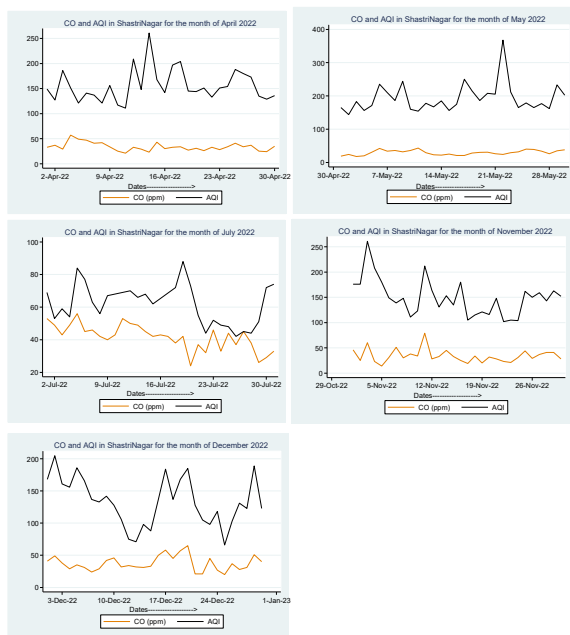 CO and AQI in ShastriNagar for the month of April 2022
250
200
150
100
50
0
2-Apr-22 9-Apr-22 16-Apr-22 23-Apr-22 30-Apr-22
Dates-------------------->
CO (ppm) AQI
CO and AQI in ShastriNagar for the month of May 2022
400
300
200
100
0
30-Apr-22 7-May-22 14-May-22 21-May-22 28-May-22
Dates-------------------->
CO (ppm) AQI
CO and AQI in ShastriNagar for the month of July 2022
100
80
60
40
20
2-Jul-22 9-Jul-22 16-Jul-22 23-Jul-22 30-Jul-22
Dates-------------------->
CO (ppm) AQI
CO and AQI in ShastriNagar for the month of November 2022
250
200
150
100
50
0
29-Oct-22 5-Nov-22 12-Nov-22 19-Nov-22 26-Nov-22
Dates-------------------->
CO (ppm) AQI
CO and AQI in ShastriNagar for the month of December 2022
200
150
100
50
0
3-Dec-22 10-Dec-22 17-Dec-22 24-Dec-22 1-Jan-23
Dates-------------------->
CO (ppm) AQI